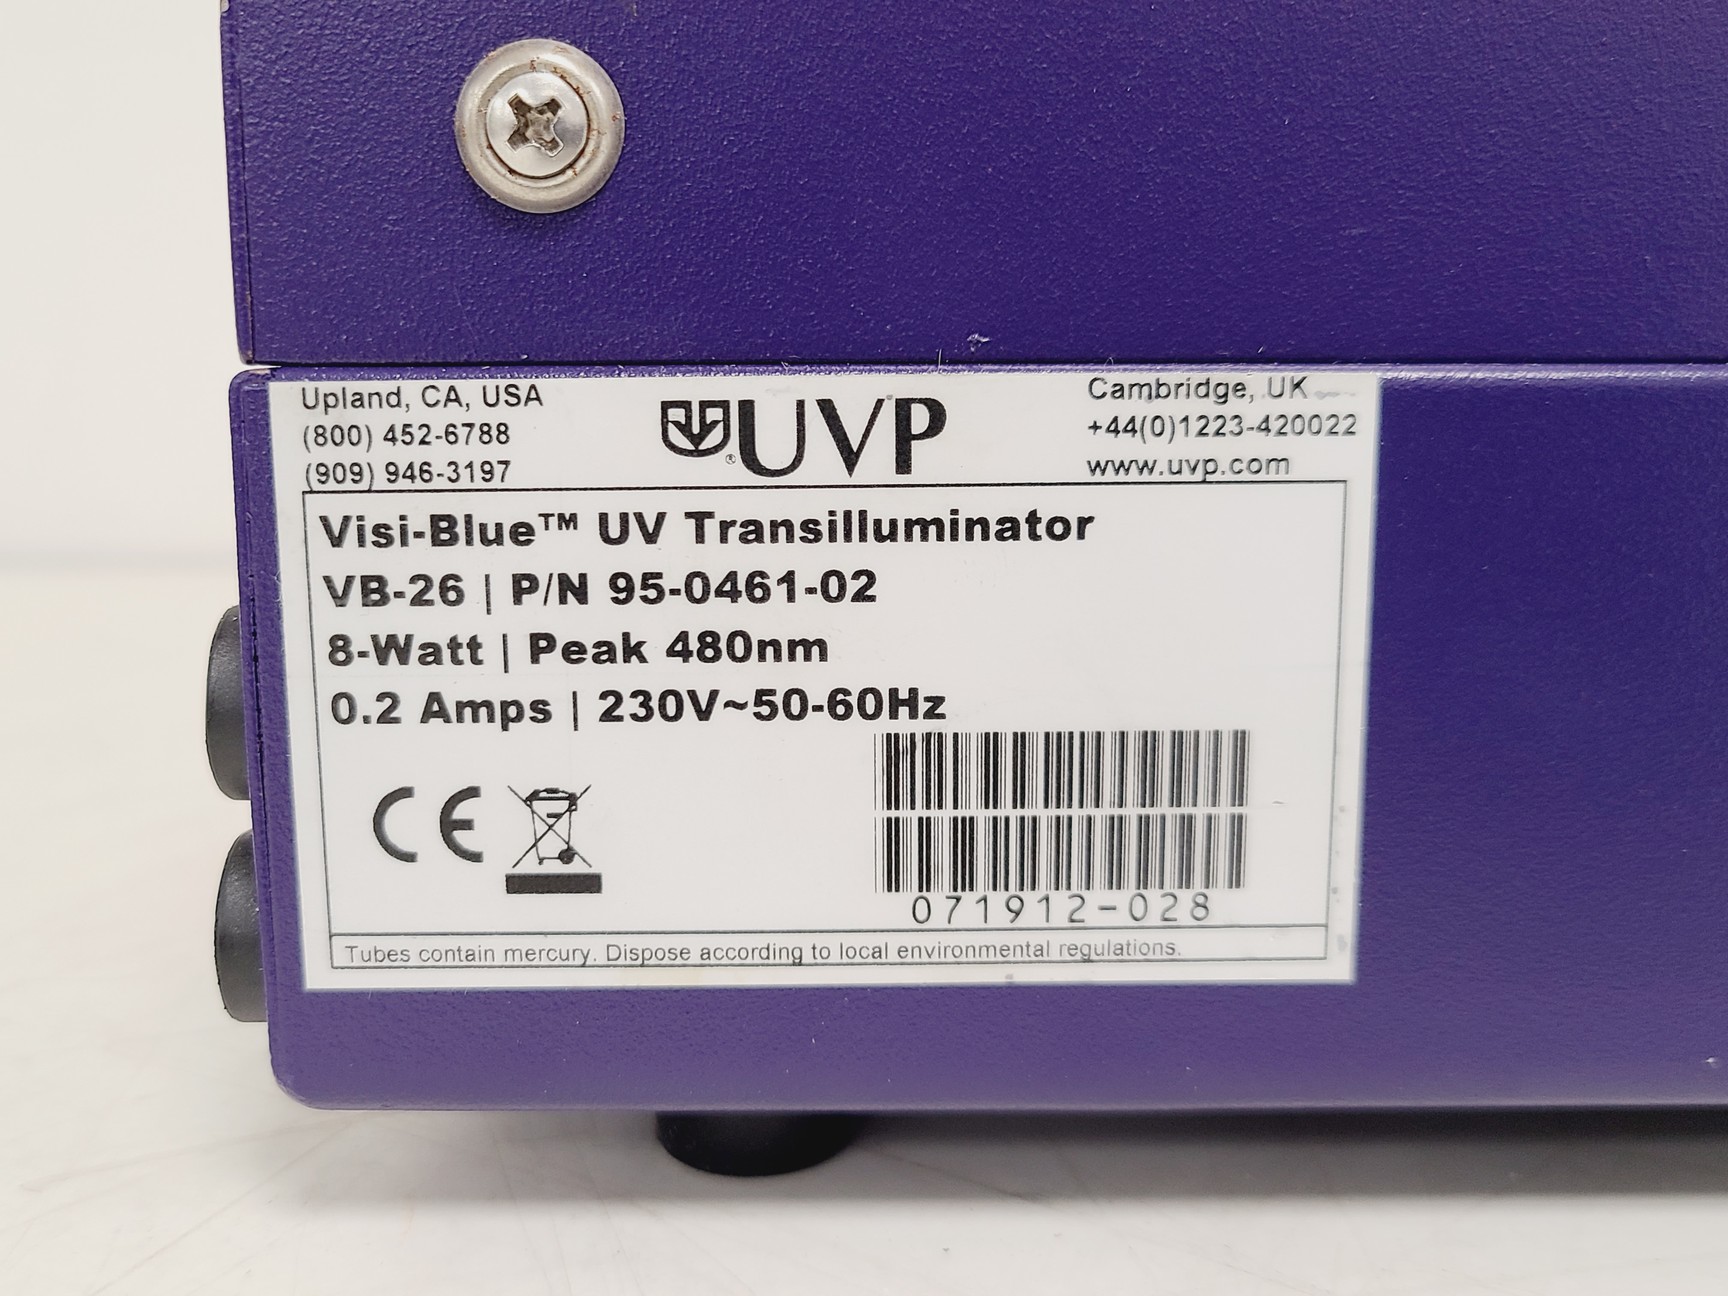 Upland, CA, USA
(800) 452-6788
(909) 946-3197
UVP
®
Cambridge, UK
+44(0)1223-420022
www.uvp.com
Visi-Blue™ UV Transilluminator
VB-26 | P/N 95-0461-02
8-Watt | Peak 480nm
0.2 Amps | 230V~50-60Hz
CE
071912-028
Tubes contain mercury. Dispose according to local environmental regulations.